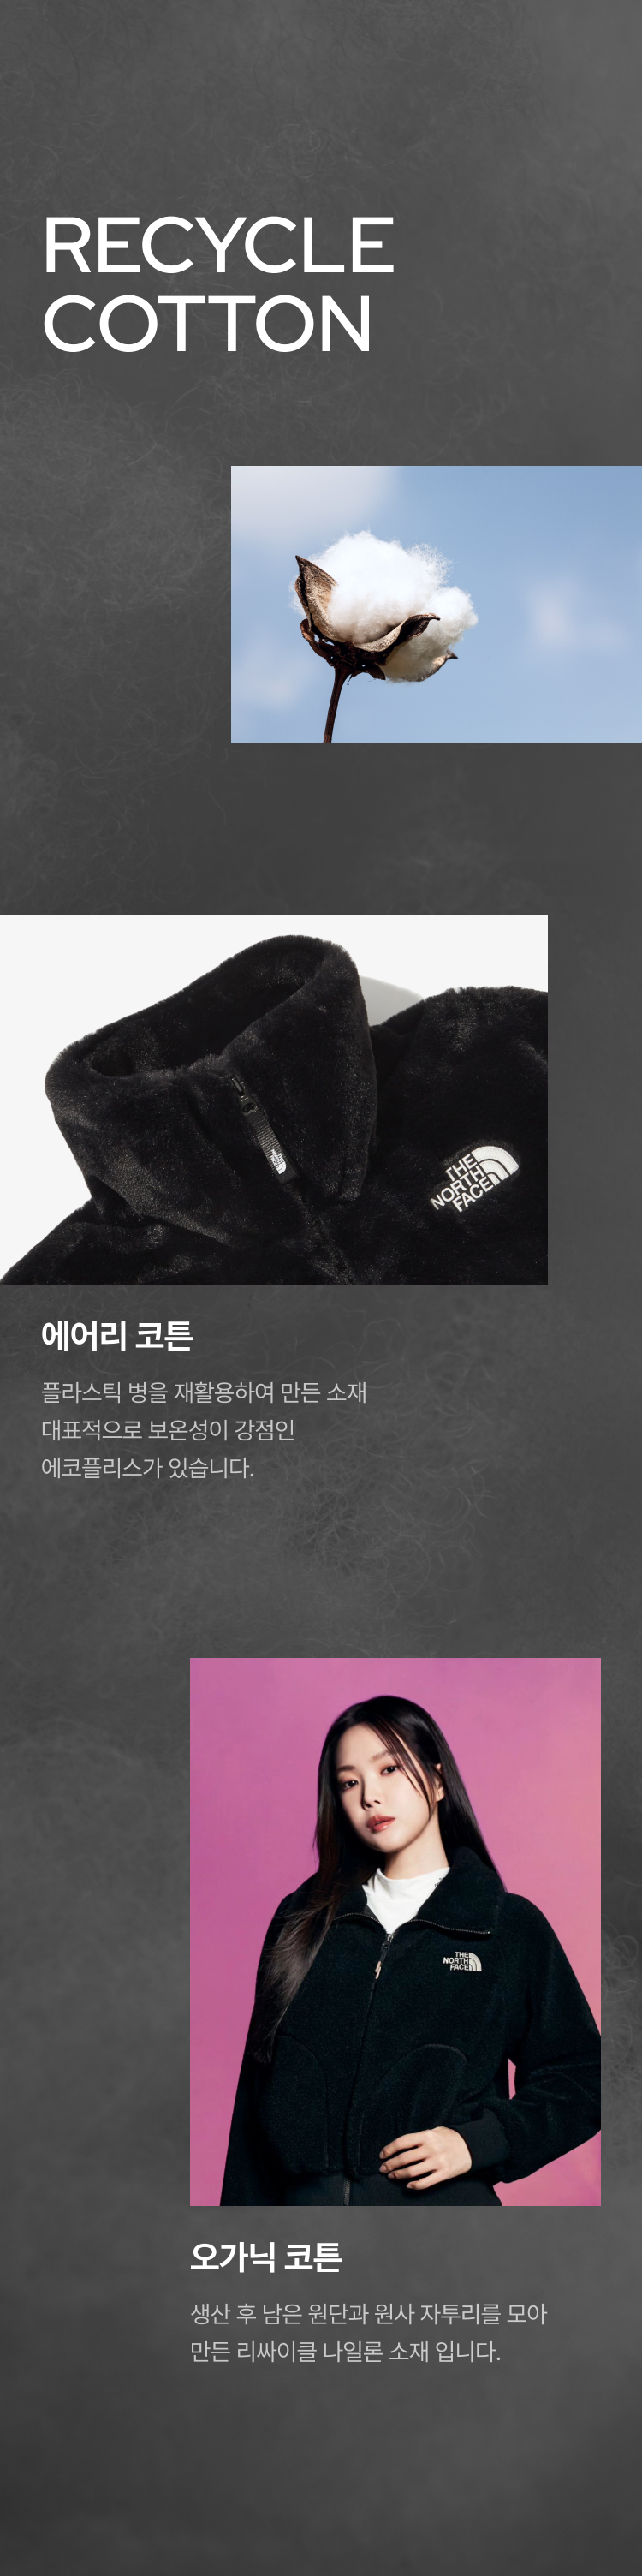 RECYCLE
COTTON
THE
NORTH
FACE
에어리 코튼
플라스틱 병을 재활용하여 만든 소재
대표적으로 보온성이 강점인
에코플리스가 있습니다.
THE
NORTH
FACE
오가닉 코튼
생산 후 남은 원단과 원사 자투리를 모아
만든 리싸이클 나일론 소재 입니다.